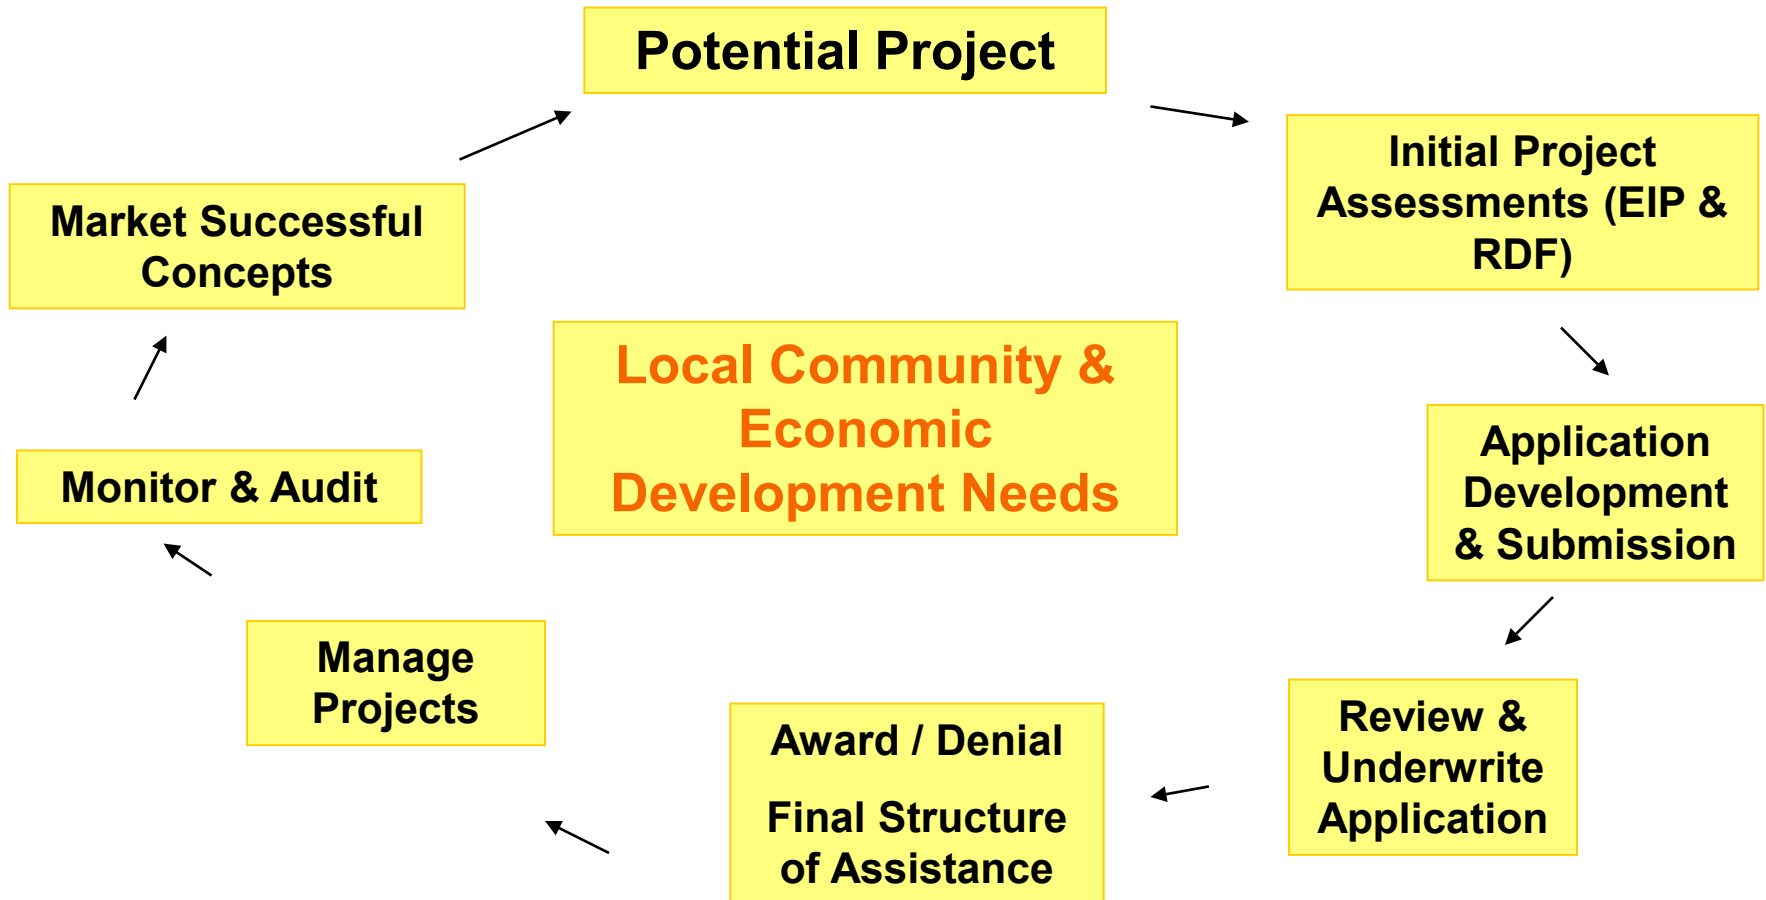 Potential Project
Initial Project
Assessments (EIP &
RDF)
Market Successful
Concepts
Local Community &
Economic
Development Needs
Application
Development
& Submission
Monitor & Audit
Manage
Projects
Review &
Underwrite
Application
Award / Denial
Final Structure
of Assistance